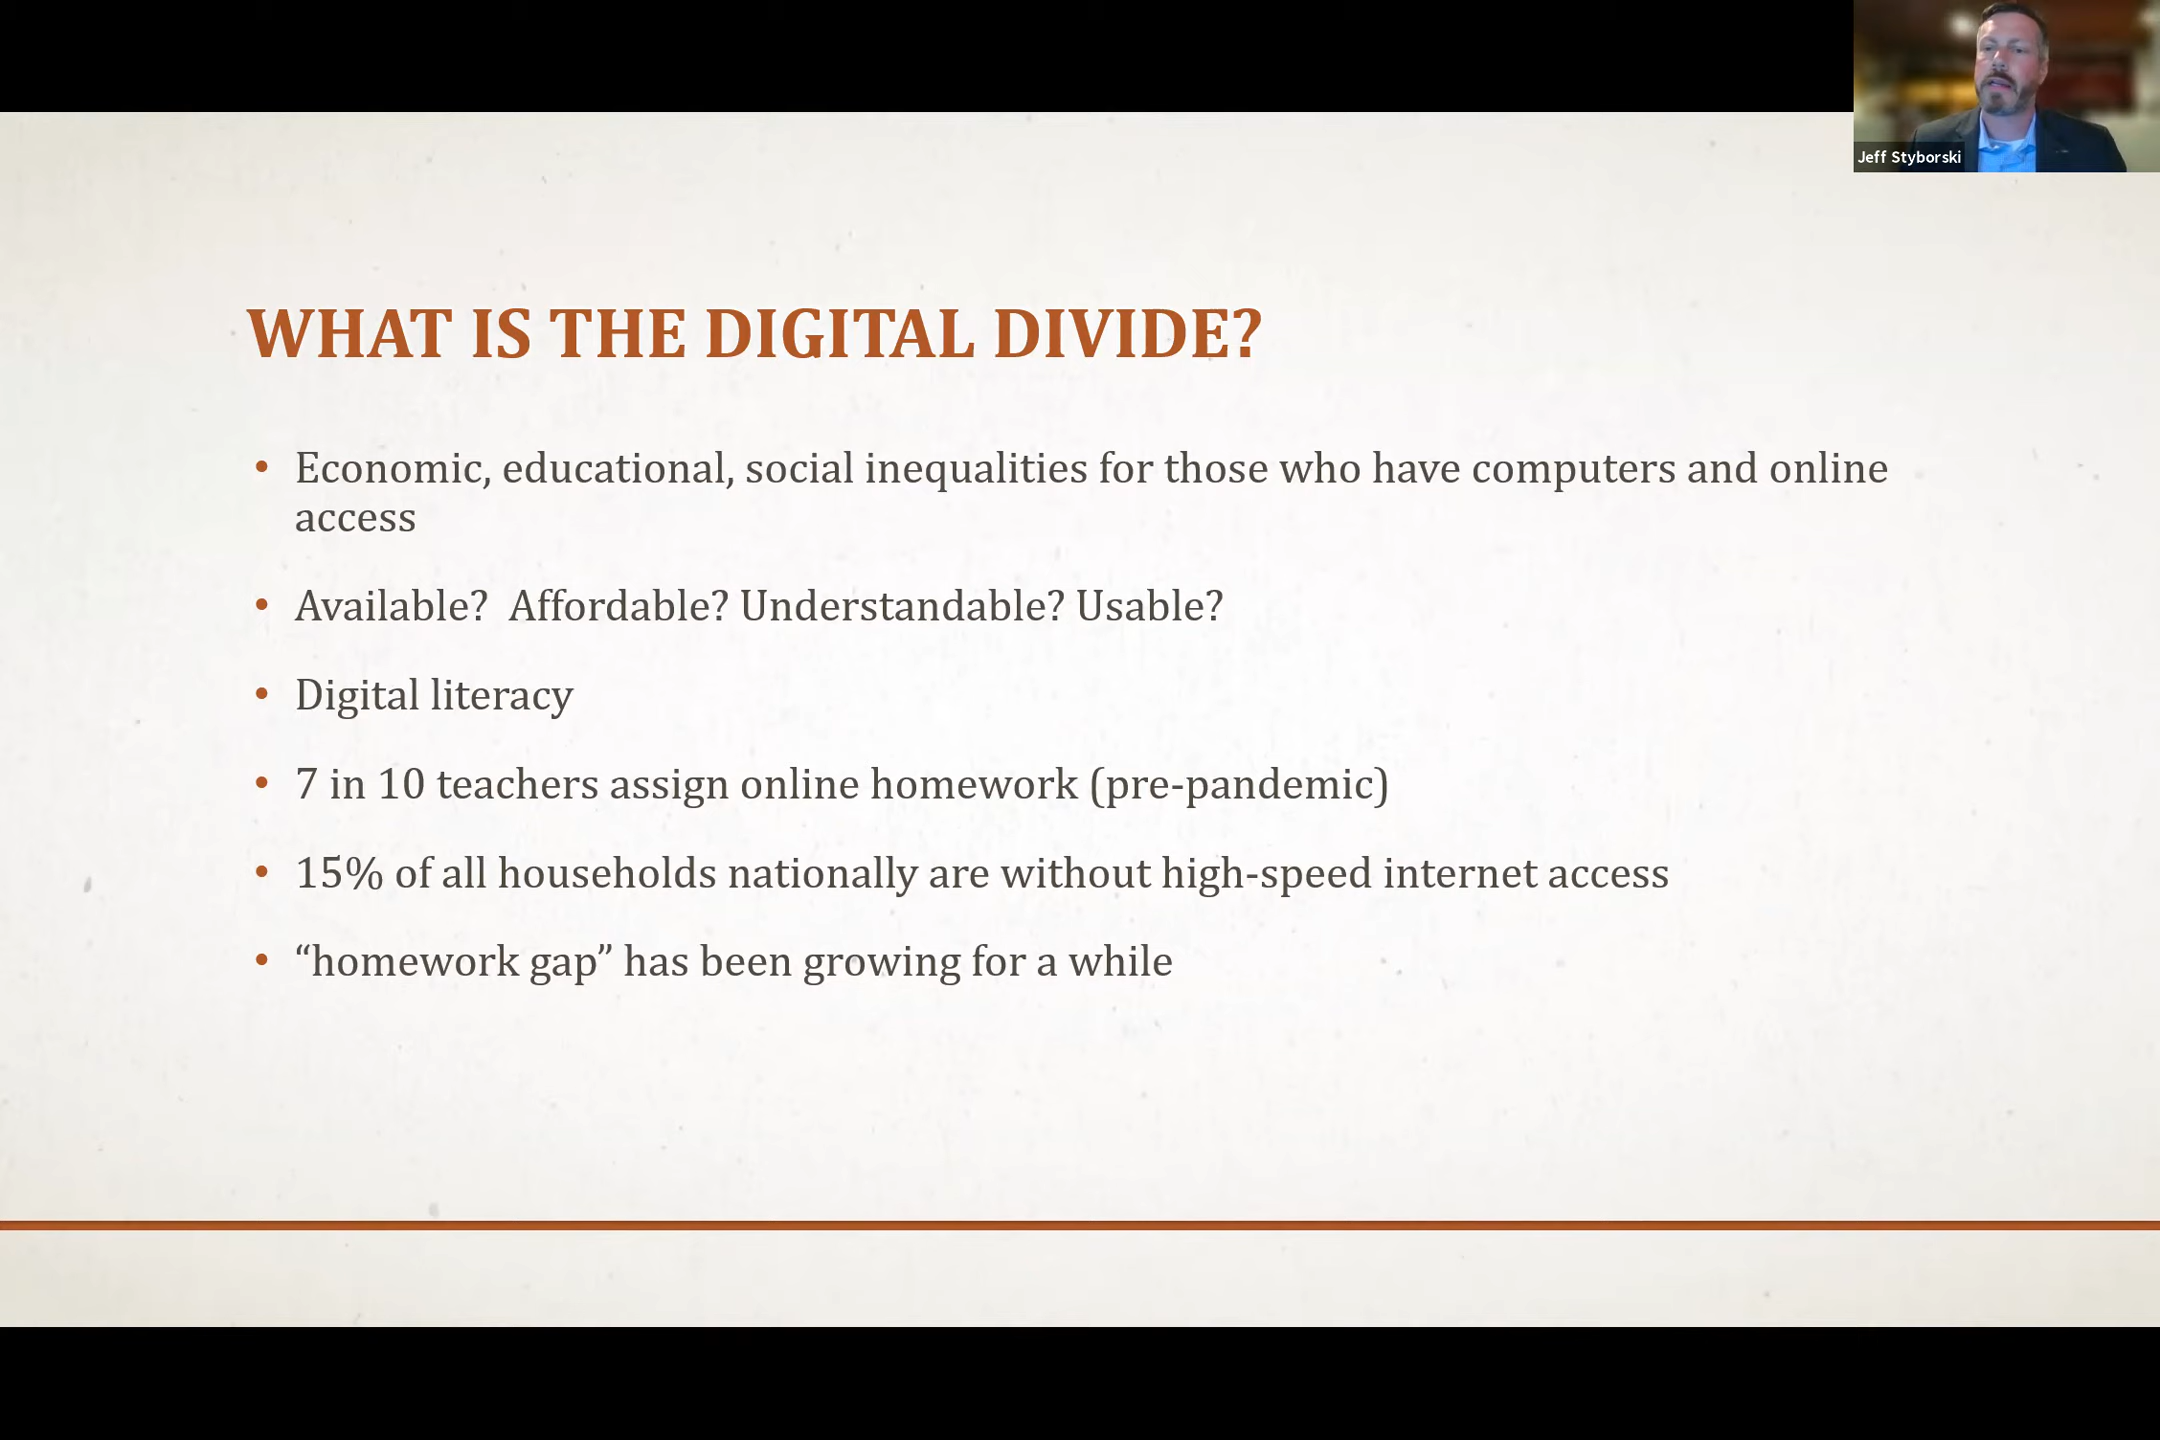 Jeff Styborski
WHAT IS THE DIGITAL DIVIDE?
• Economic, educational, social inequalities for those who have computers and online
access
• Available?  Affordable? Understandable? Usable?
• Digital literacy
• 7 in 10 teachers assign online homework (pre-pandemic)
• 15% of all households nationally are without high-speed internet access
• “homework gap” has been growing for a while